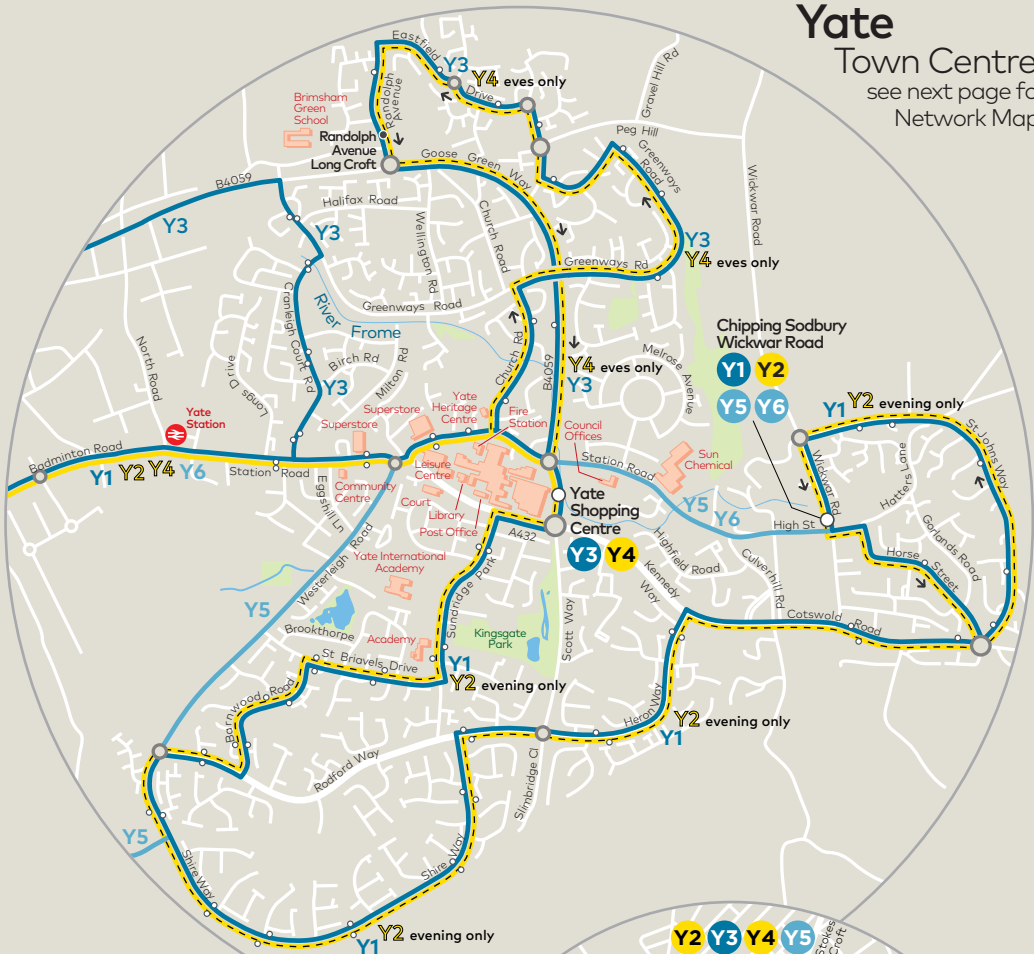 Yate
Town Centre
see next page fo
Network Map
Eastfield
Drive
Y3
Y4 eves only
Randolph
Avenue
Brimsham
Green
School
Randolph
Avenue
Long Croft
Gravel Hill Rd
Peg Hill
Greenways
Road
Goose Green Way
B4059
Y3
Halifax Road
Y3
Wellington Rd
Church Road
Wickwar Road
Y3
Y4 eves only
Greenways Rd
Cranleigh Court Rd
River Frome
Greenways Road
Chipping Sodbury
Wickwar Road
Y1 Y2
Y5 Y6
North Road
Longs Drive
Birch Rd
Milton Rd
Church Rd
B4059
Y4 eves only
Y3
Melrose Avenue
Y3
Yate
Station
Superstore
Superstore
Yate
Heritage
Centre
Fire
Station
Council
Offices
Y1
Y2 evening only
St Johns Way
Badminton Road
Y1 Y2 Y4 Y6
Station Road
Leisure
Centre
Community
Centre
Court
Library
Post Office
Station Road
Sun
Chemical
Y5 Y6
Wickwar Rd
Hatters Lane
High St
Gorlands Road
Horse Street
Eggshill Ln
Yate
Shopping
Centre
Y3 Y4
A432
Westerleigh Road
Yate International
Academy
Sundridge Park
Highfield Road
Kennedy
Way
Culverhill Rd
Cotswold Road
Y5
Brookthorpe
Academy
Kingsgate
Park
Scott Way
St Briavels Drive
Y1
Y2 evening only
Barnwood Road
Heron Way
Y2 evening only
Y1
Rodford Way
Slimbridge Cl
Y5
Shire Way
Shire Way
Y2 evening only
Y1
Y2 Y3 Y4 Y5
Stokes
Croft